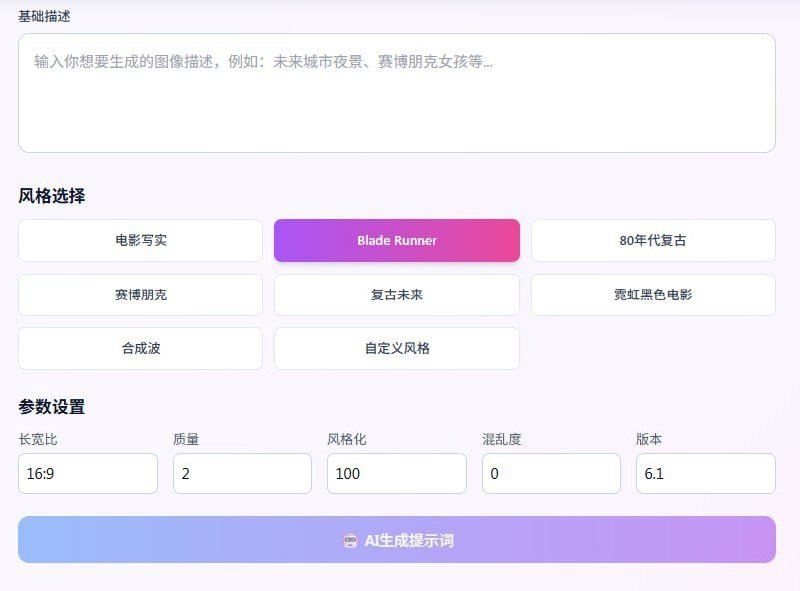 基础描述
输入你想要生成的图像描述，例如：未来城市夜景、赛博朋克女孩等...
风格选择
电影写实
Blade Runner
80年代复古
赛博朋克
复古未来
霓虹黑色电影
合成波
自定义风格
参数设置
长宽比 质量 风格化 混乱度 版本
16:9 2 100 0 6.1
AI生成提示词